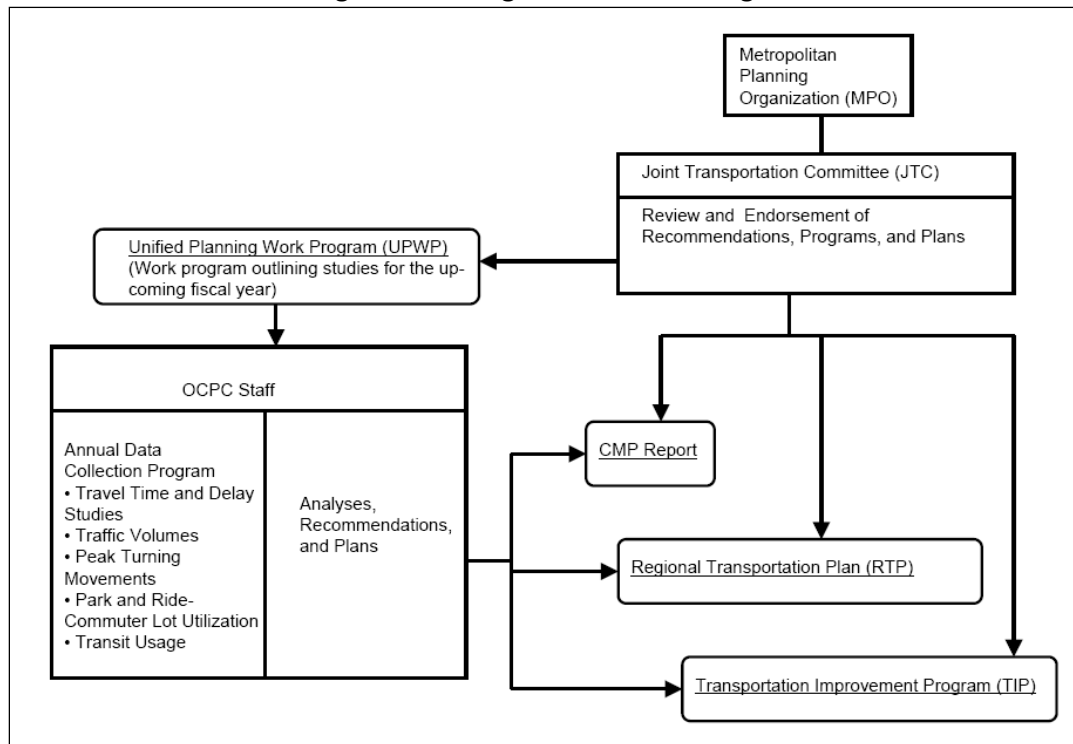 Metropolitan
Planning
Organization (MPO)
Joint Transportation Committee (JTC)
Review and Endorsement of
Recommendations, Programs, and Plans
Unified Planning Work Program (UPWP)
(Work program outlining studies for the up-
coming fiscal year)
OCPC Staff
Annual Data
Collection Program
• Travel Time and Delay
Studies
• Traffic Volumes
• Peak Turning
Movements
• Park and Ride-
Commuter Lot Utilization
• Transit Usage
Analyses,
Recommendations,
and Plans
CMP Report
Regional Transportation Plan (RTP)
Transportation Improvement Program (TIP)